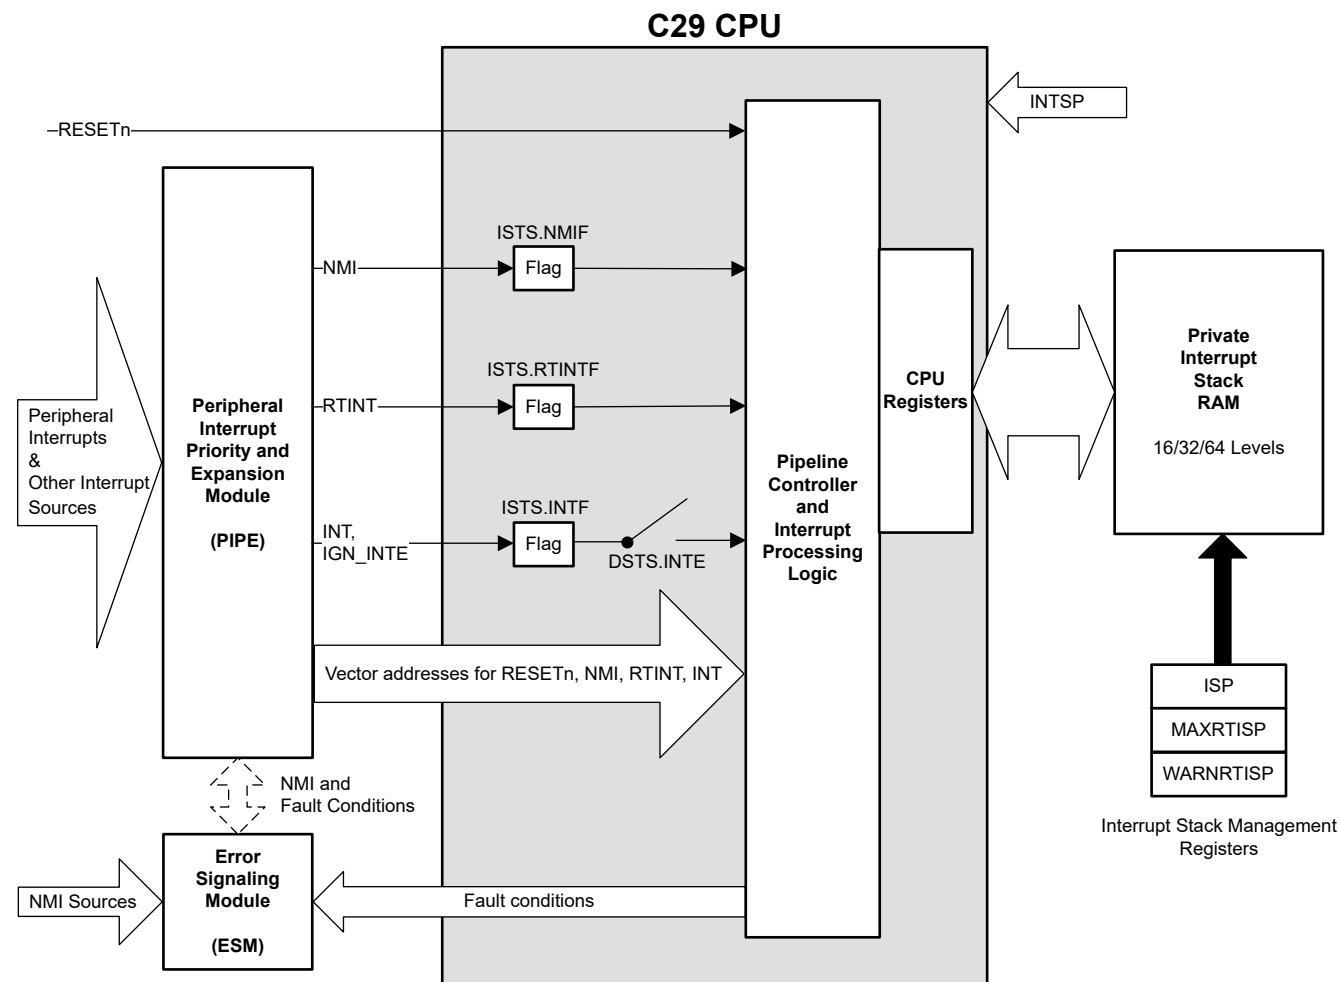 C29 CPU
INTSP
RESETn
ISTS.NMIF
NMI
Flag
ISTS.RTINTF
RTINT
Flag
ISTS.INTF
INT,
IGN_INTE
Flag
DSTS.INTE
Peripheral
Interrupts
&
Other Interrupt
Sources
Peripheral
Interrupt
Priority and
Expansion
Module
(PIPE)
Pipeline
Controller
and
Interrupt
Processing
Logic
CPU
Registers
Private
Interrupt
Stack
RAM
16/32/64 Levels
Vector addresses for RESETn, NMI, RTINT, INT
ISP
MAXRTISP
WARNRTISP
Interrupt Stack Management
Registers
NMI and
Fault Conditions
NMI Sources
Error
Signaling
Module
(ESM)
Fault conditions